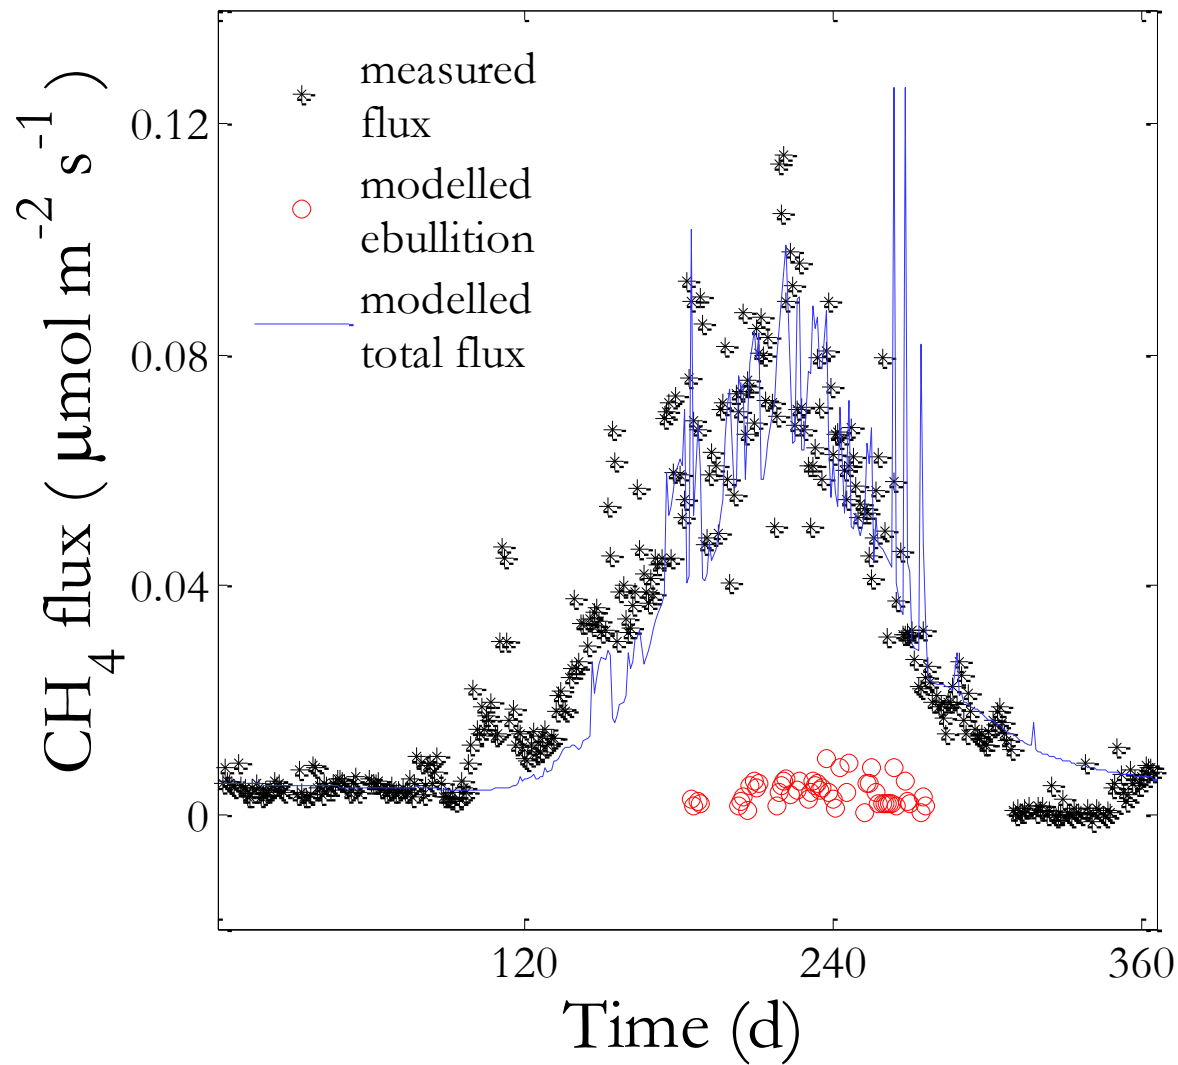 measured
flux
modelled
ebullition
modelled
total flux
CH4 flux ( µmol m-2 s-1 )
0.12
0.08
0.04
0
120 240 360
Time (d)